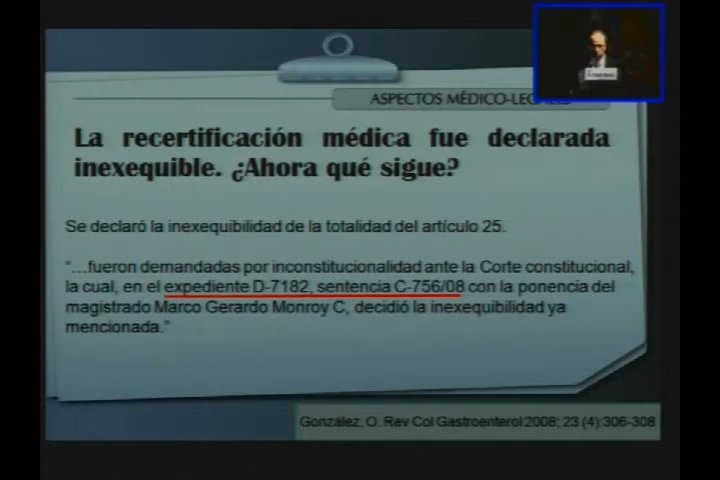 ASPECTOS MÉDICO-LEGALES
La recertificación médica fue declarada
inexequible. ¿Ahora qué sigue?
Se declaró la inexequibilidad de la totalidad del artículo 25.
“…fueron demandadas por inconstitucionalidad ante la Corte constitucional,
la cual, en el expediente D-7182, sentencia C-756/08 con la ponencia del
magistrado Marco Gerardo Monroy C, decidió la inexequibilidad ya
mencionada.”
González, O. Rev Col Gastroenterol 2008; 23 (4):306-308